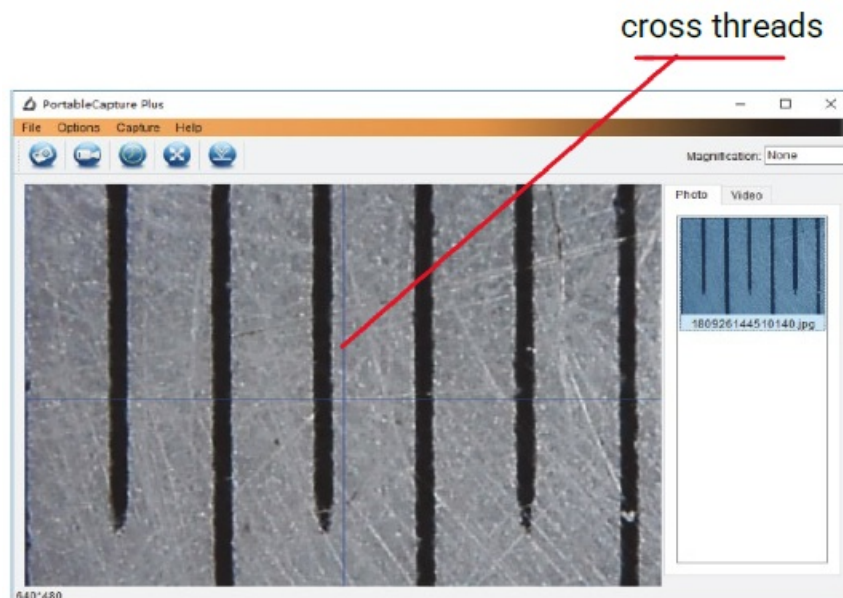 cross threads
PortableCapture Plus
File Options Capture Help
Magnification: None
Photo Video
180926144510140.jpg
640*480